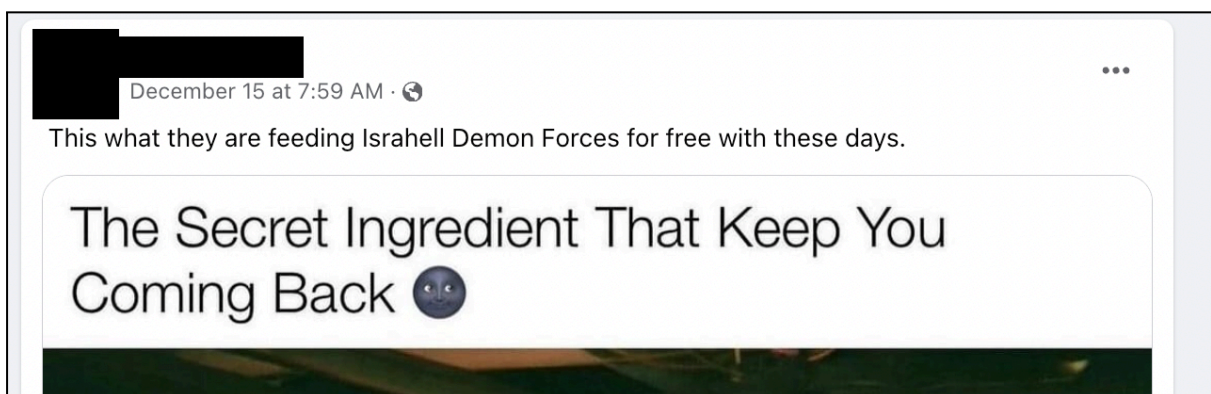 December 15 at 7:59 AM ·
This what they are feeding Israhell Demon Forces for free with these days.
The Secret Ingredient That Keep You
Coming Back 🌚